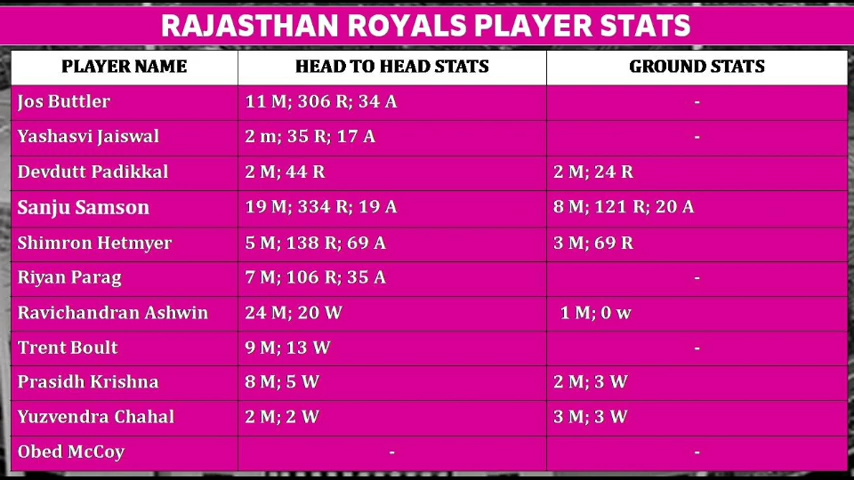 RAJASTHAN ROYALS PLAYER STATS
PLAYER NAME HEAD TO HEAD STATS GROUND STATS
Jos Buttler 11 M; 306 R; 34 A -
Yashasvi Jaiswal 2 m; 35 R; 17 A -
Devdutt Padikkal 2 M; 44 R 2 M; 24 R
Sanju Samson 19 M; 334 R; 19 A 8 M; 121 R; 20 A
Shimron Hetmyer 5 M; 138 R; 69 A 3 M; 69 R
Riyan Parag 7 M; 106 R; 35 A -
Ravichandran Ashwin 24 M; 20 W 1 M; 0 w
Trent Boult 9 M; 13 W -
Prasidh Krishna 8 M; 5 W 2 M; 3 W
Yuzvendra Chahal 2 M; 2 W 3 M; 3 W
Obed McCoy - -